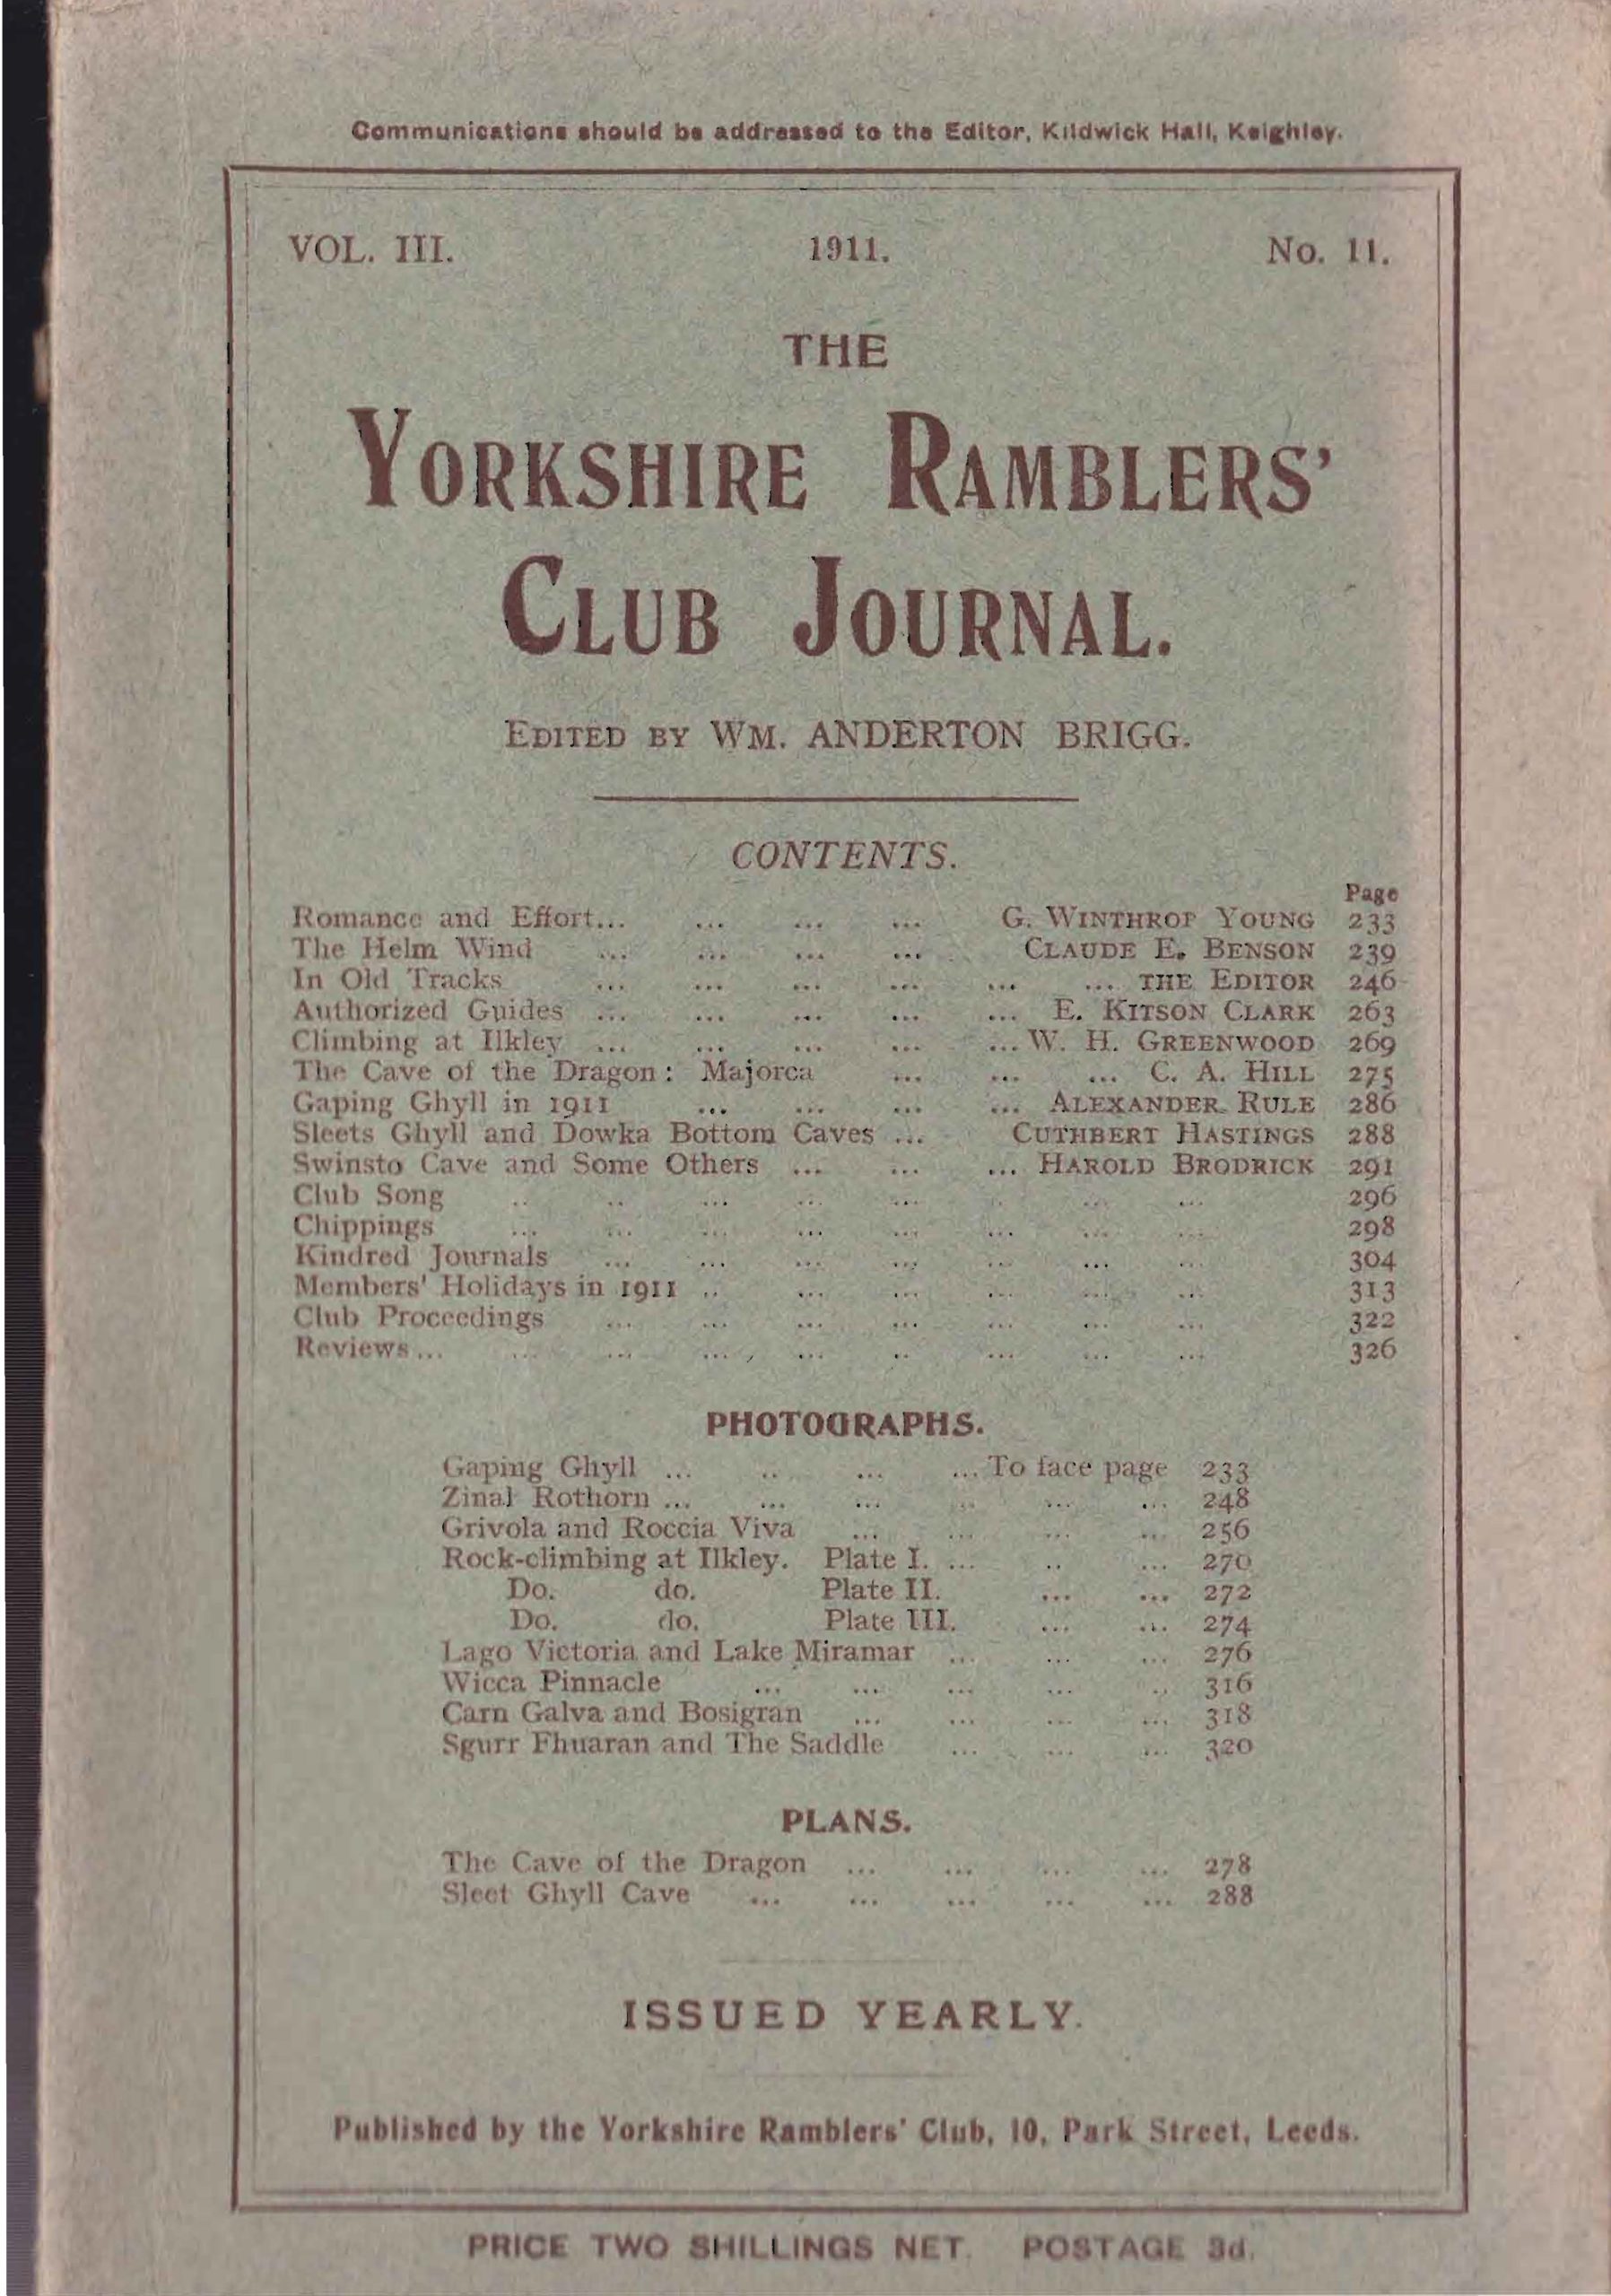 Communications should be addressed to the Editor, Kildwick Hall, Keighley.
VOL. III. 1911. No. 11.
THE
YORKSHIRE RAMBLERS'
CLUB JOURNAL.
EDITED BY WM. ANDERTON BRIGG.
CONTENTS.
Page
Romance and Effort... ... ... ... G. WINTHROP YOUNG 233
The Helm Wind ... ... ... ... CLAUDE E. BENSON 239
In Old Tracks ... ... ... ... ... ... THE EDITOR 246
Authorized Guides ... ... ... ... ... E. KITSON CLARK 263
Climbing at Ilkley ... ... ... ... ... W. H. GREENWOOD 269
The Cave of the Dragon: Majorca ... ... ... C. A. HILL 275
Gaping Ghyll in 1911 ... ... ... ... ALEXANDER RULE 286
Sleets Ghyll and Dowka Bottom Caves ... CUTHBERT HASTINGS 288
Swinsto Cave and Some Others ... ... ... HAROLD BRODRICK 291
Club Song .. .. ... ... ... .. ... ... 296
Chippings ... ... ... ... ... ... ... ... 298
Kindred Journals ... ... ... ... ... ... ... 304
Members' Holidays in 1911 .. ... ... ... ... ... 313
Club Proceedings ... ... ... ... ... ... ... 322
Reviews... ... ... ... ... .. ... ... ... 326
PHOTOGRAPHS.
Gaping Ghyll ... .. ... ...To face page 233
Zinal Rothorn ... ... ... .. ... ... 248
Grivola and Roccia Viva ... ... ... ... 256
Rock-climbing at Ilkley. Plate I. ... .. ... 270
Do. do. Plate II. ... ... 272
Do. do. Plate III. ... ... 274
Lago Victoria and Lake Miramar ... ... ... 276
Wicca Pinnacle ... ... ... ... .. 316
Carn Galva and Bosigran ... ... ... ... 318
Sgurr Fhuaran and The Saddle ... ... ... 320
PLANS.
The Cave of the Dragon ... ... ... ... 278
Sleet Ghyll Cave ... ... ... ... ... 288
ISSUED YEARLY.
Published by the Yorkshire Ramblers' Club, 10, Park Street, Leeds.
PRICE TWO SHILLINGS NET. POSTAGE 3d.